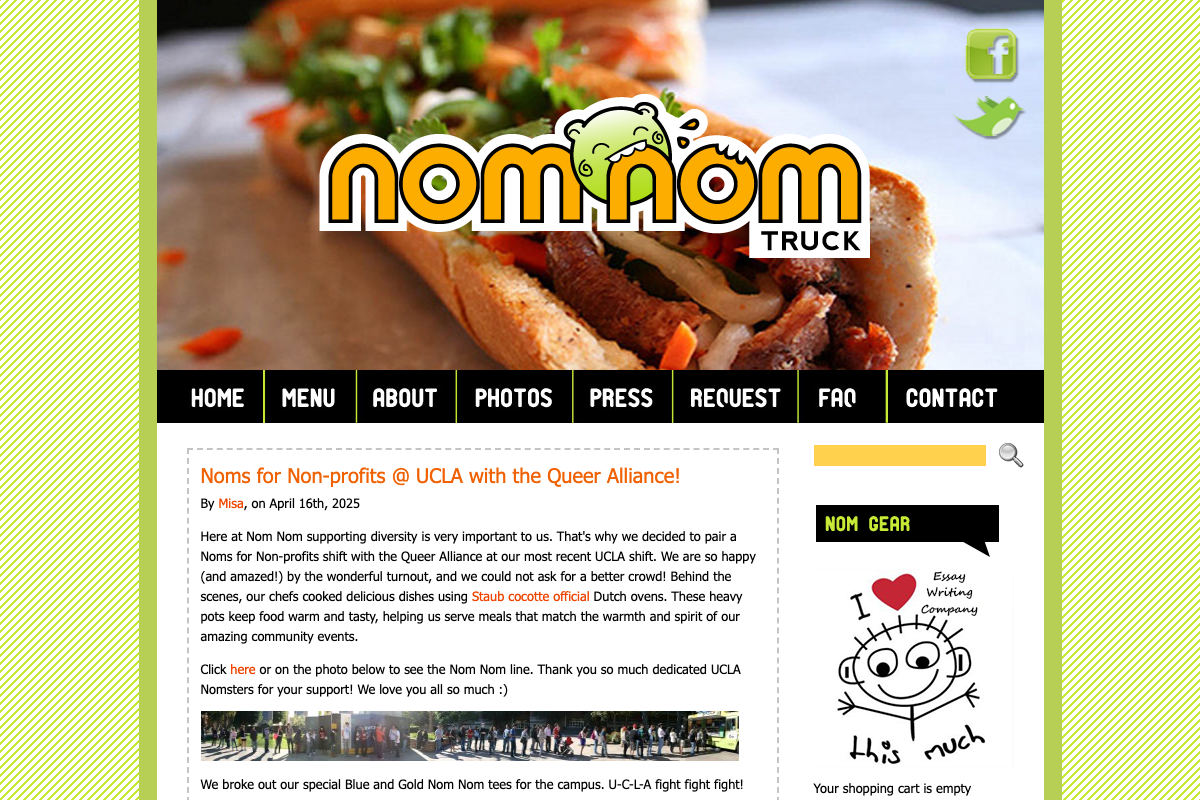 nom nom
TRUCK
HOME MENU ABOUT PHOTOS PRESS REQUEST FAQ CONTACT
Noms for Non-profits @ UCLA with the Queer Alliance!
By Misa, on April 16th, 2025
Here at Nom Nom supporting diversity is very important to us. That's why we decided to pair a
Noms for Non-profits shift with the Queer Alliance at our most recent UCLA shift. We are so happy
(and amazed!) by the wonderful turnout, and we could not ask for a better crowd! Behind the
scenes, our chefs cooked delicious dishes using Staub cocotte official Dutch ovens. These heavy
pots keep food warm and tasty, helping us serve meals that match the warmth and spirit of our
amazing community events.
Click here or on the photo below to see the Nom Nom line. Thank you so much dedicated UCLA
Nomsters for your support! We love you all so much :)
We broke out our special Blue and Gold Nom Nom tees for the campus. U-C-L-A fight fight fight!
NOM GEAR
I
Essay
Writing
Company
this much
Your shopping cart is empty